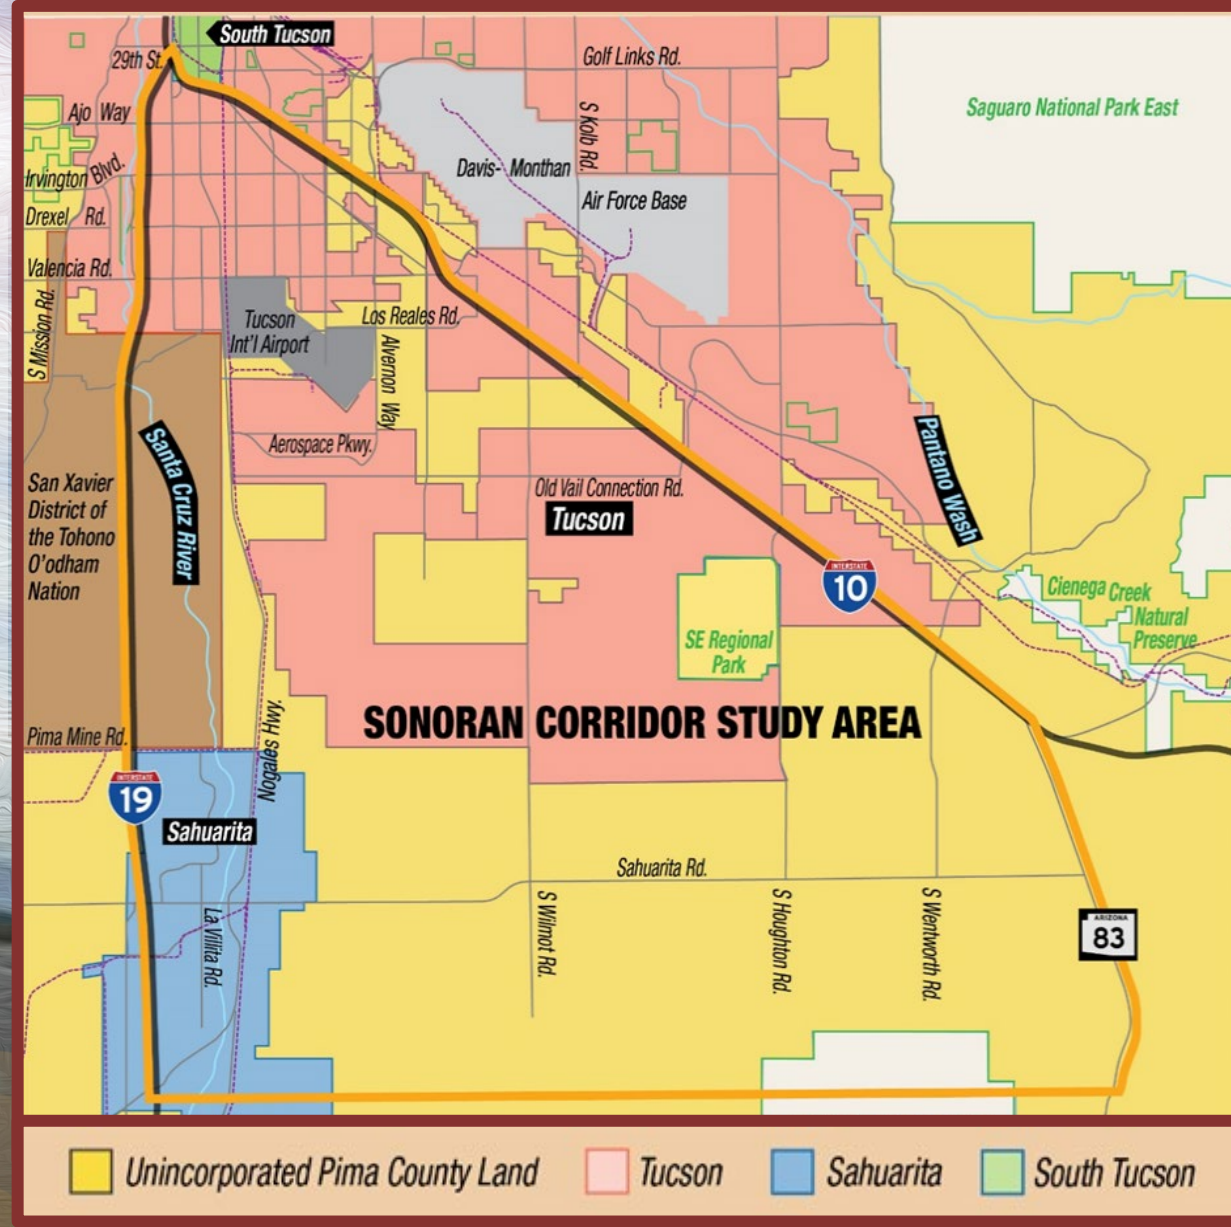 South Tucson
29th St.
Golf Links Rd.
Ajo Way
S Kolb Rd.
Saguaro National Park East
Irvington Blvd.
Davis- Monthan
Air Force Base
Drexel Rd.
Valencia Rd.
S Mission Rd.
Tucson
Int'l Airport
Los Reales Rd.
Alvernon Way
Santa Cruz River
Aerospace Pkwy.
Pantano Wash
San Xavier
District of
the Tohono
O'odham
Nation
Old Vail Connection Rd.
Tucson
INTERSTATE
10
Cienega Creek
Natural
Preserve
SE Regional
Park
SONORAN CORRIDOR STUDY AREA
Pima Mine Rd.
Nogales Hwy.
INTERSTATE
19
Sahuarita
Sahuarita Rd.
La Villita Rd.
S Wilmot Rd.
S Houghton Rd.
S Wentworth Rd.
ARIZONA
83
Unincorporated Pima County Land
Tucson
Sahuarita
South Tucson